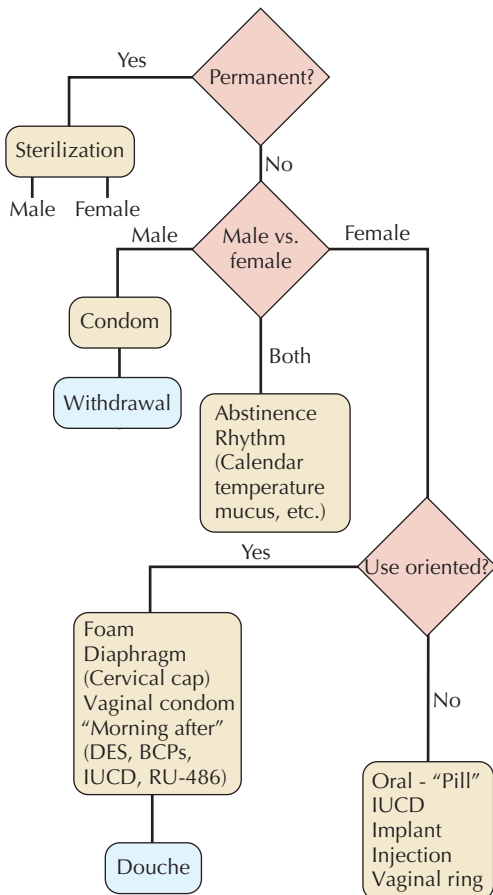 Yes
Permanent?
Sterilization
No
Male
Female
Male
Male vs.
female
Female
Condom
Both
Withdrawal
Abstinence
Rhythm
(Calendar
temperature
mucus, etc.)
Yes
Use oriented?
Foam
Diaphragm
(Cervical cap)
Vaginal condom
“Morning after”
(DES, BCPs,
IUCD, RU-486)
No
Oral - “Pill”
IUCD
Implant
Injection
Vaginal ring
Douche